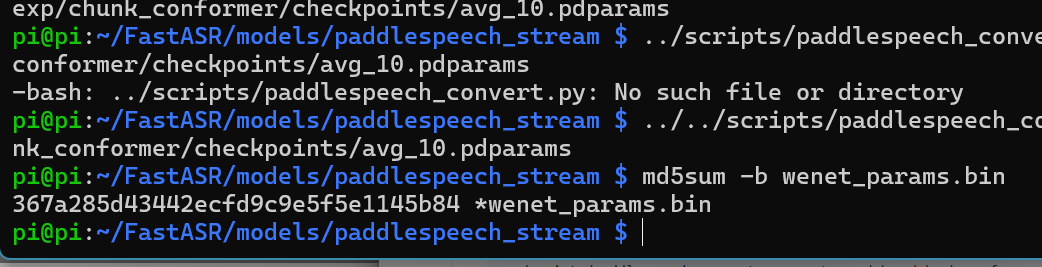 exp/chunk_conformer/checkpoints/avg_10.pdparams
pi@pi:~/FastASR/models/paddlespeech_stream $ ../scripts/paddlespeech_conve
conformer/checkpoints/avg_10.pdparams
-bash: ../scripts/paddlespeech_convert.py: No such file or directory
pi@pi:~/FastASR/models/paddlespeech_stream $ ../../scripts/paddlespeech_co
nk_conformer/checkpoints/avg_10.pdparams
pi@pi:~/FastASR/models/paddlespeech_stream $ md5sum -b wenet_params.bin
367a285d43442ecfd9c9e5f5e1145b84 *wenet_params.bin
pi@pi:~/FastASR/models/paddlespeech_stream $